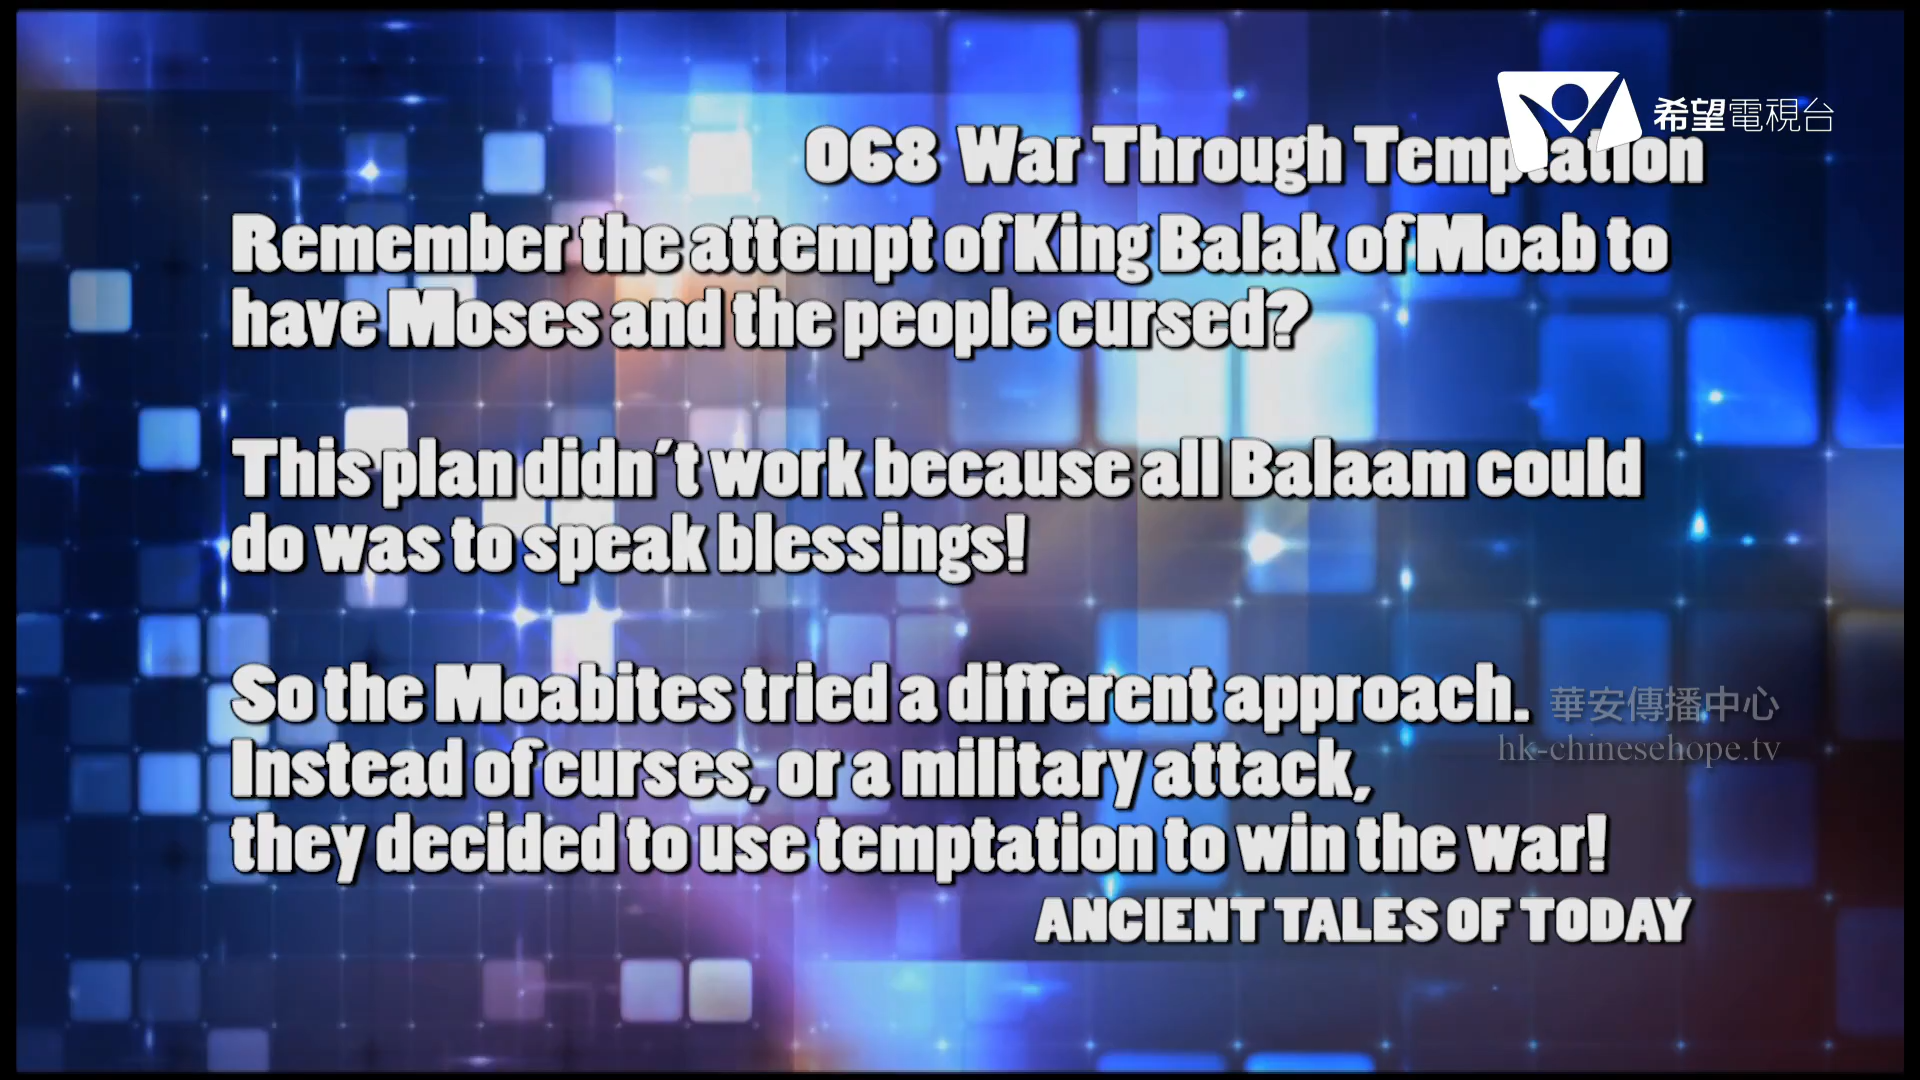 希望電視台
068 War Through Temptation
Remember the attempt of King Balak of Moab to
have Moses and the people cursed?
This plan didn't work because all Balaam could
do was to speak blessings!
So the Moabites tried a different approach.
Instead of curses, or a military attack,
they decided to use temptation to win the war!
華安傳播中心
hk-chinesehope.tv
ANCIENT TALES OF TODAY